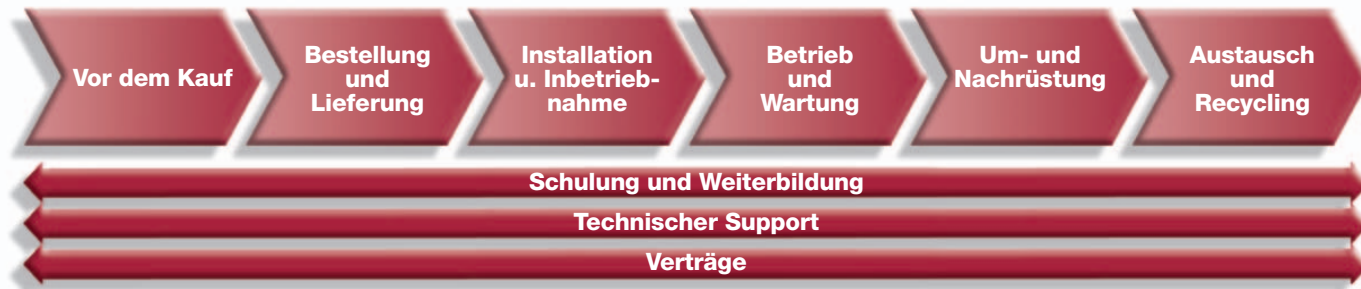 Vor dem Kauf
Bestellung
und
Lieferung
Installation
u. Inbetrieb-
nahme
Betrieb
und
Wartung
Um- und
Nachrüstung
Austausch
und
Recycling
Schulung und Weiterbildung
Technischer Support
Verträge